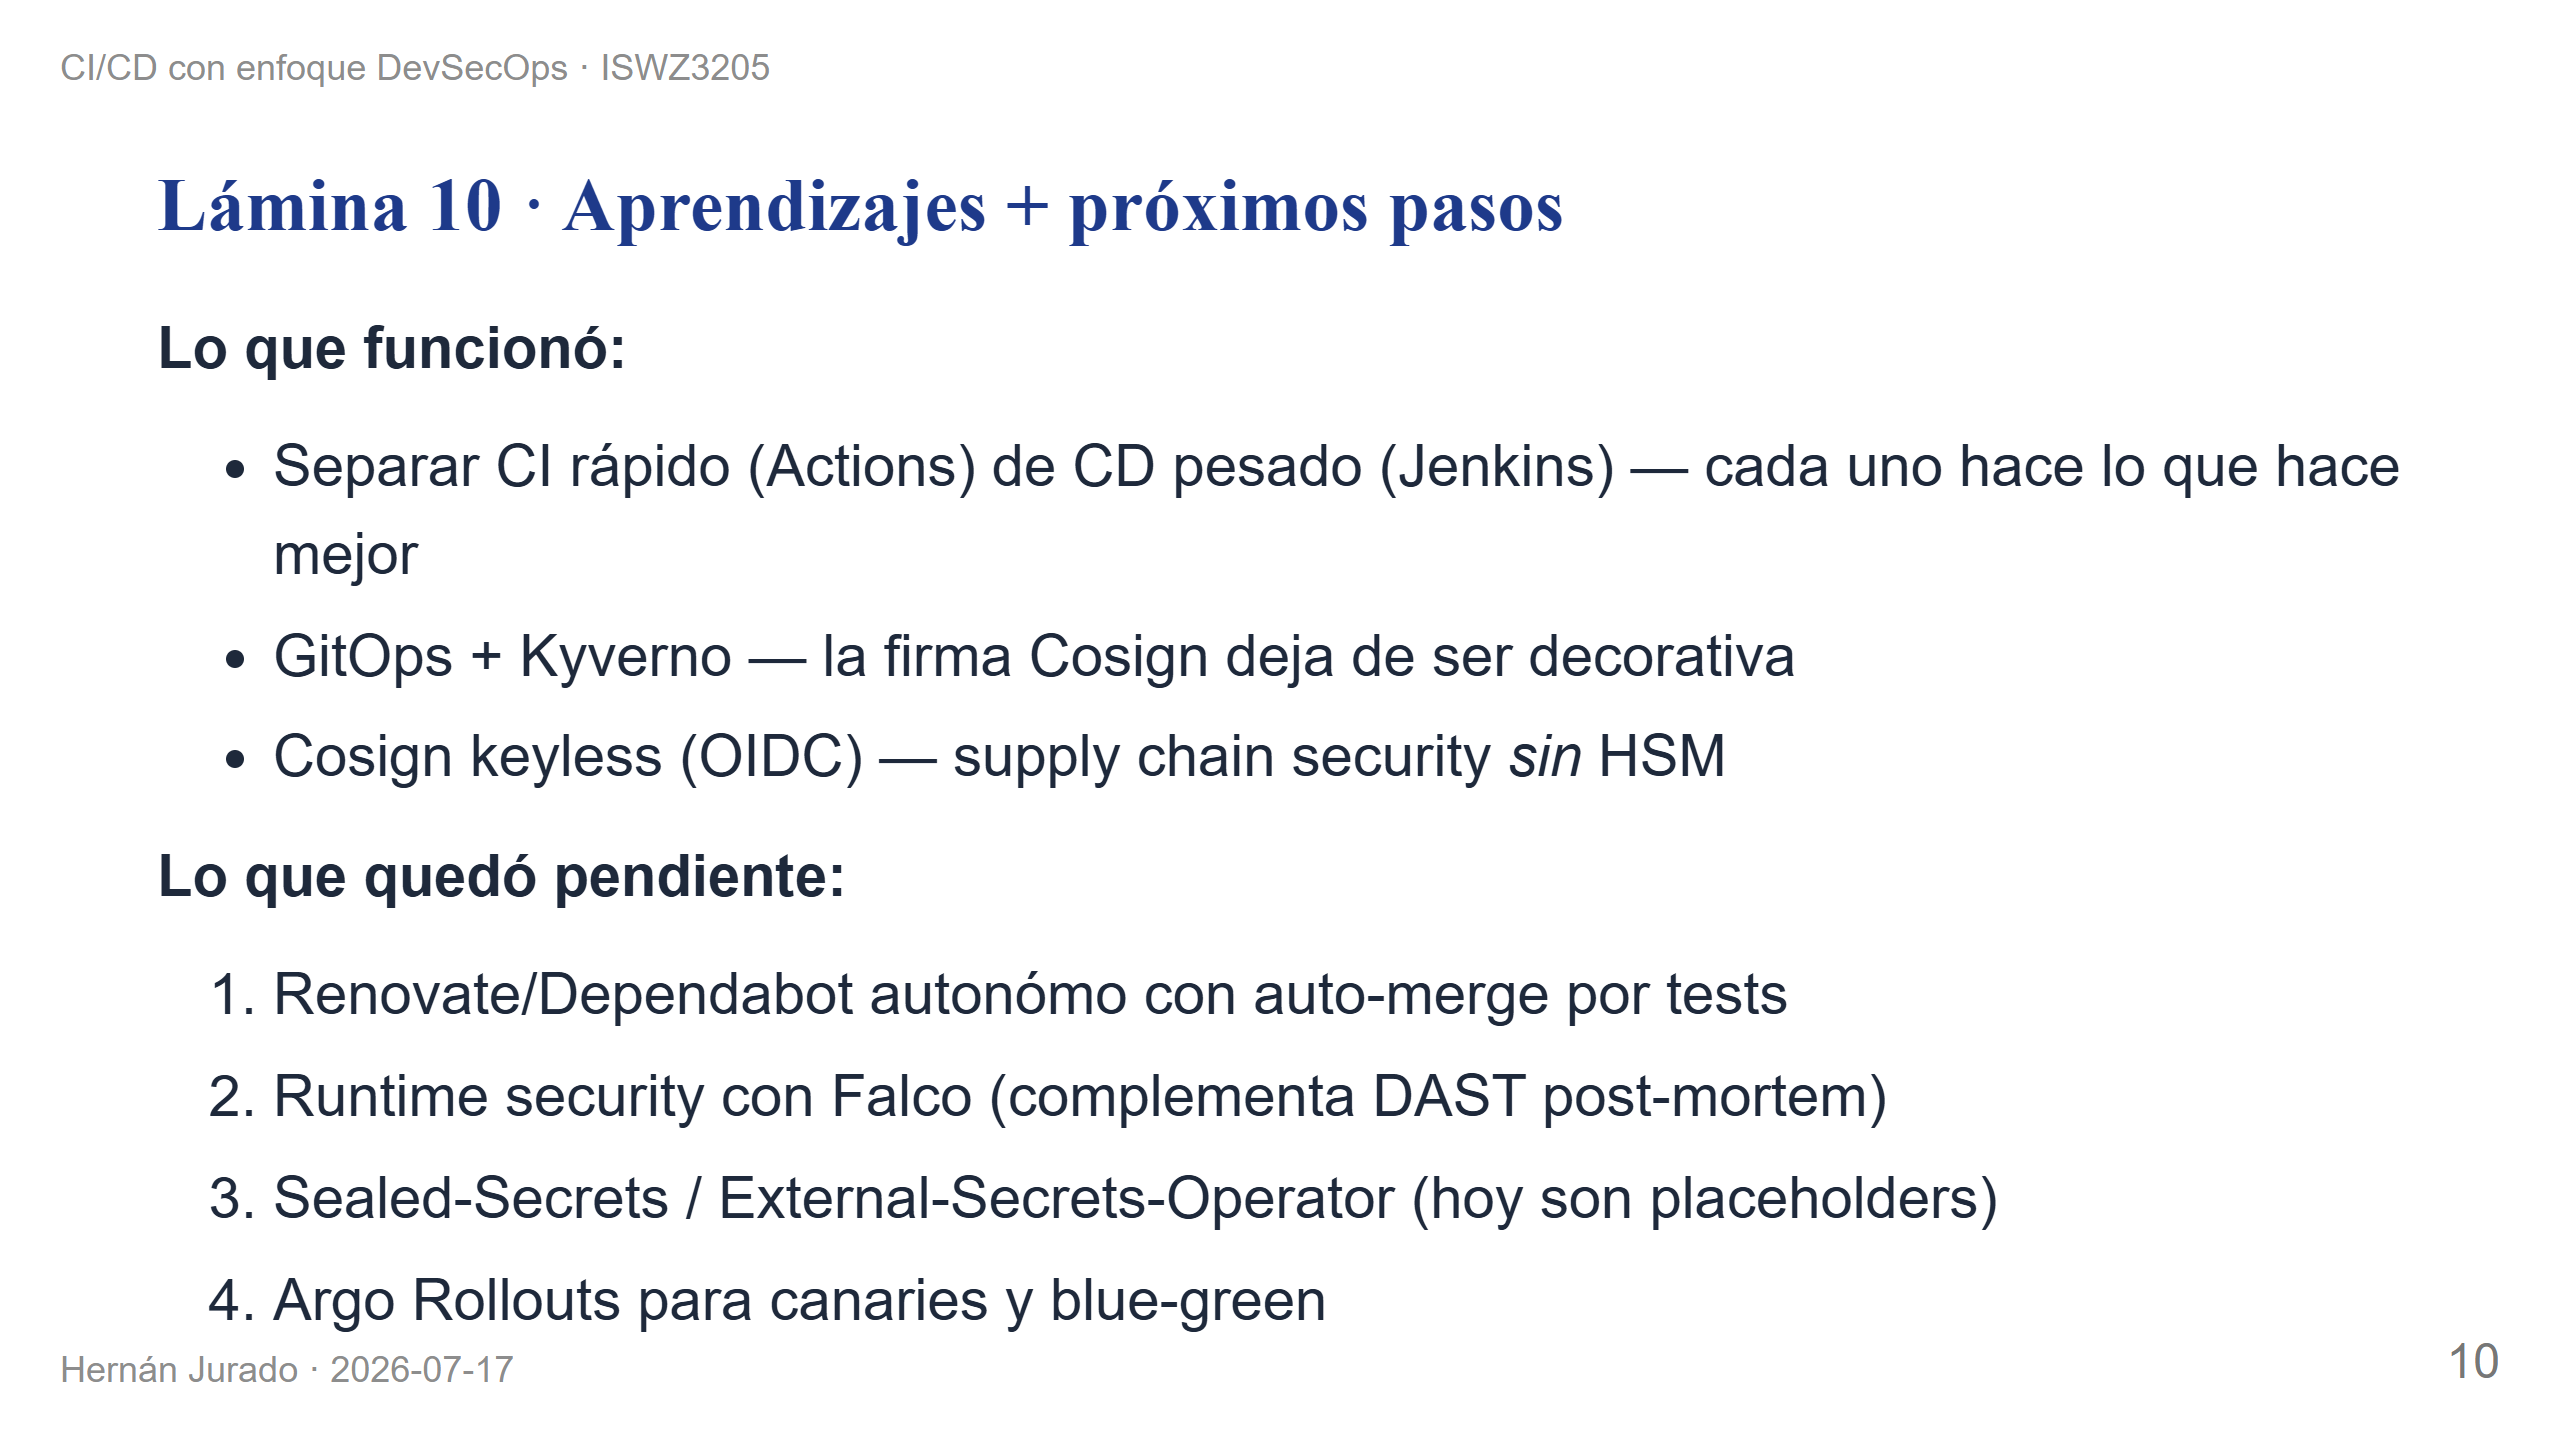 CI/CD con enfoque DevSecOps · ISWZ3205
Lámina 10 · Aprendizajes + próximos pasos
Lo que funcionó:
• Separar CI rápido (Actions) de CD pesado (Jenkins) — cada uno hace lo que hace
mejor
• GitOps + Kyverno — la firma Cosign deja de ser decorativa
• Cosign keyless (OIDC) — supply chain security sin HSM
Lo que quedó pendiente:
1. Renovate/Dependabot autonómo con auto-merge por tests
2. Runtime security con Falco (complementa DAST post-mortem)
3. Sealed-Secrets / External-Secrets-Operator (hoy son placeholders)
4. Argo Rollouts para canaries y blue-green
Hernán Jurado · 2026-07-17
10